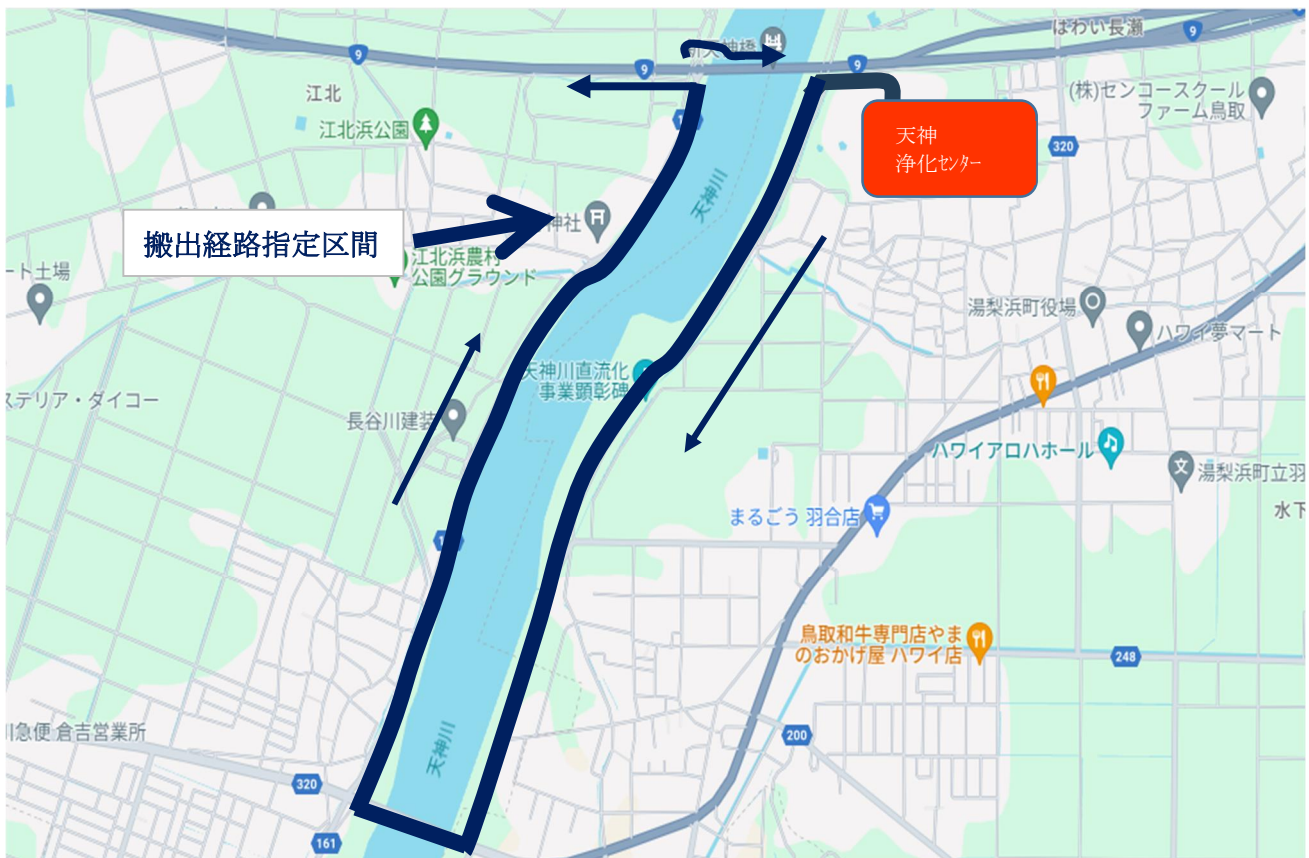 はわい長瀬
9
9
天神橋
9
9
江北
江北浜公園
(株)センコースクール
ファーム鳥取
天神
浄化センター
320
天神川
搬出経路指定区間
神社
江北浜農村
公園グラウンド
ート土場
湯梨浜町役場
ハワイ夢マート
天神川直流化
事業顕彰碑
ステリア・ダイコー
長谷川建装
ハワイアロハホール
湯梨浜町立羽
水下
まるごう 羽合店
鳥取和牛専門店やま
のおかげ屋 ハワイ店
248
200
川急便 倉吉営業所
天神川
320
161